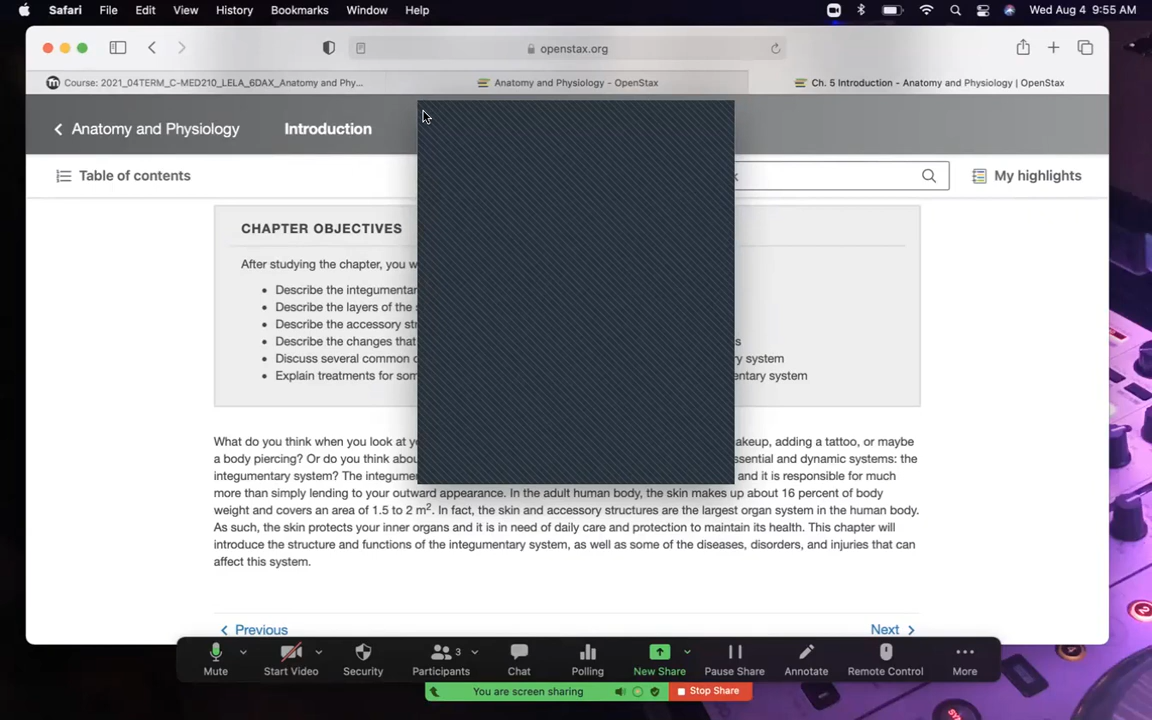 Safari File Edit View History Bookmarks Window Help Wed Aug 4 9:55 AM
openstax.org
Course: 2021_04TERM_C-MED210_LELA_6DAX_Anatomy and Phy...
Anatomy and Physiology - OpenStax
Ch. 5 Introduction - Anatomy and Physiology | OpenStax
Anatomy and Physiology
Introduction
Table of contents
My highlights
CHAPTER OBJECTIVES
After studying the chapter, you
Describe the integumentar
Describe the layers of the
Describe the accessory
Describe the changes that
Discuss several common system
Explain treatments for system
What do you think when you look at adding a tattoo, or maybe
a body piercing? Or do you think and dynamic systems: the
integumentary system? The and it is responsible for much
more than simply lending to your outward appearance. In the adult human body, the skin makes up about 16 percent of body
weight and covers an area of 1.5 to 2 m². In fact, the skin and accessory structures are the largest organ system in the human body.
As such, the skin protects your inner organs and it is in need of daily care and protection to maintain its health. This chapter will
introduce the structure and functions of the integumentary system, as well as some of the diseases, disorders, and injuries that can
affect this system.
Previous
Next
3
Mute Start Video Security Participants Chat Polling New Share Pause Share Annotate Remote Control More
You are screen sharing Stop Share